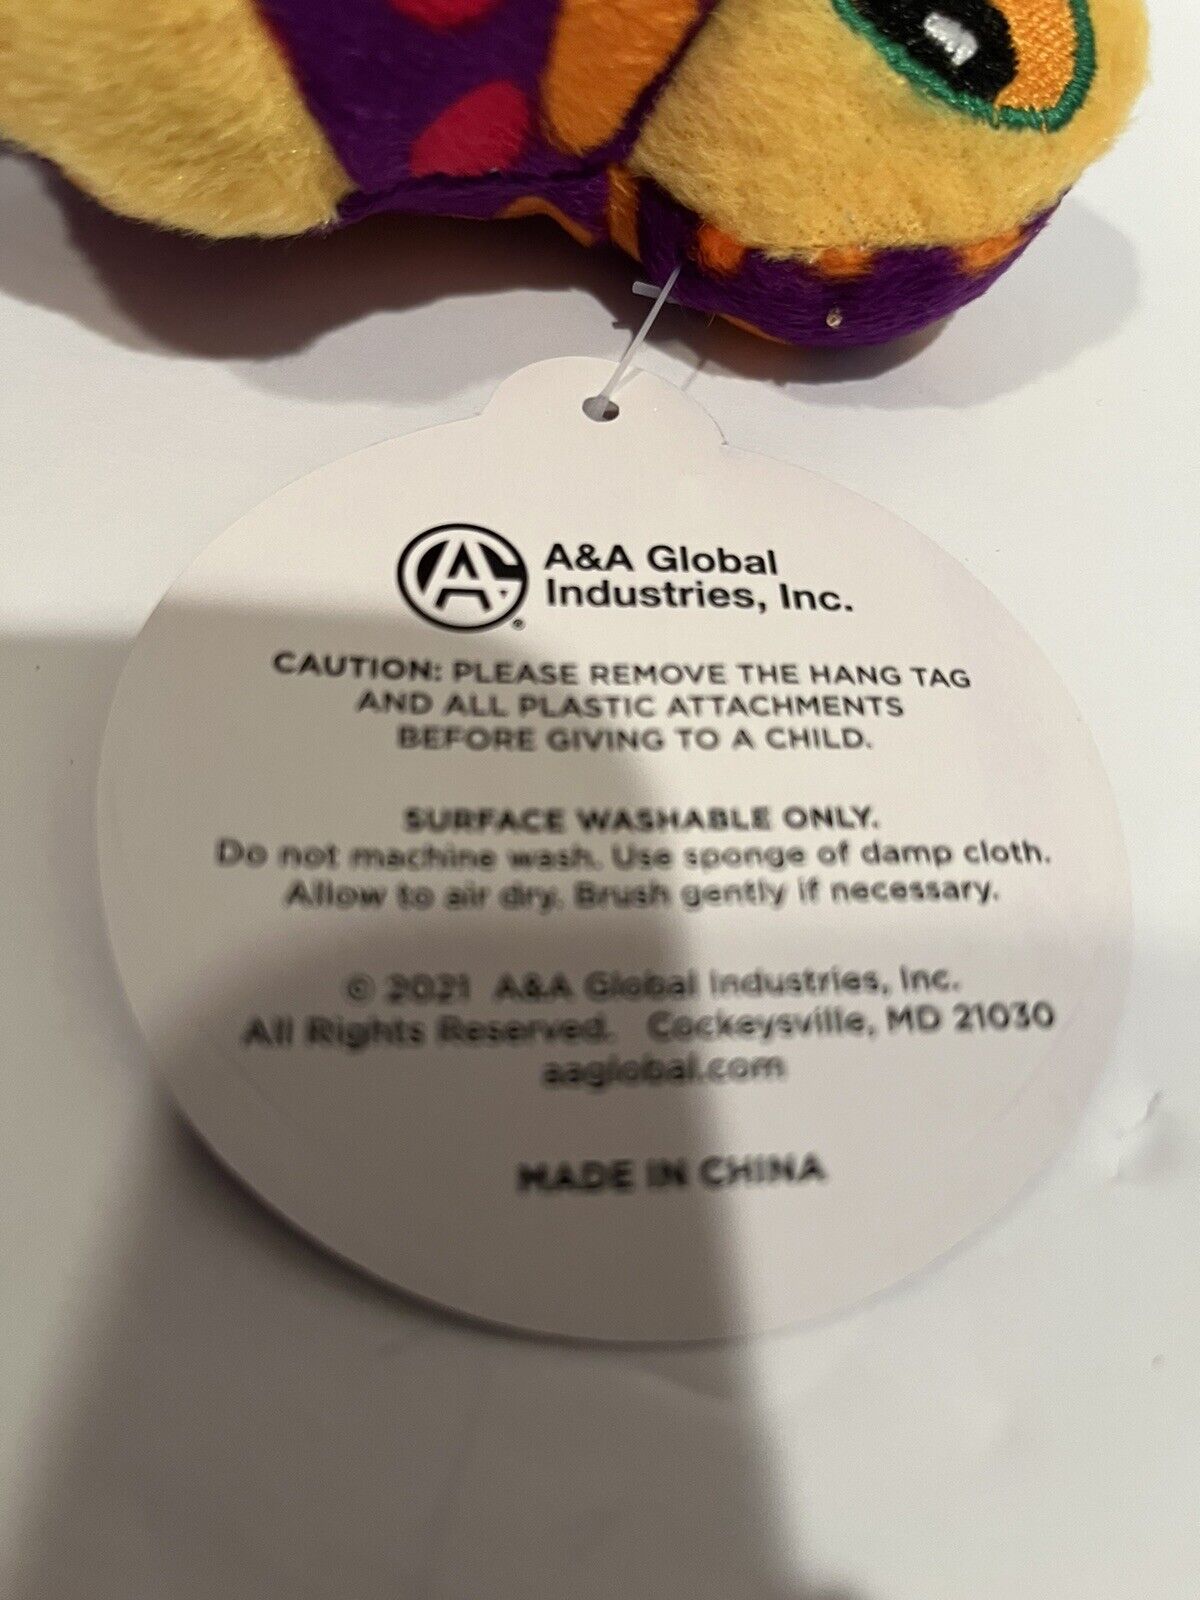 A&A Global
Industries, Inc.
CAUTION: PLEASE REMOVE THE HANG TAG
AND ALL PLASTIC ATTACHMENTS
BEFORE GIVING TO A CHILD.
SURFACE WASHABLE ONLY.
Do not machine wash. Use sponge of damp cloth.
Allow to air dry. Brush gently if necessary.
© 2021 A&A Global Industries, Inc.
All Rights Reserved. Cockeysville, MD 21030
aaglobal.com
MADE IN CHINA